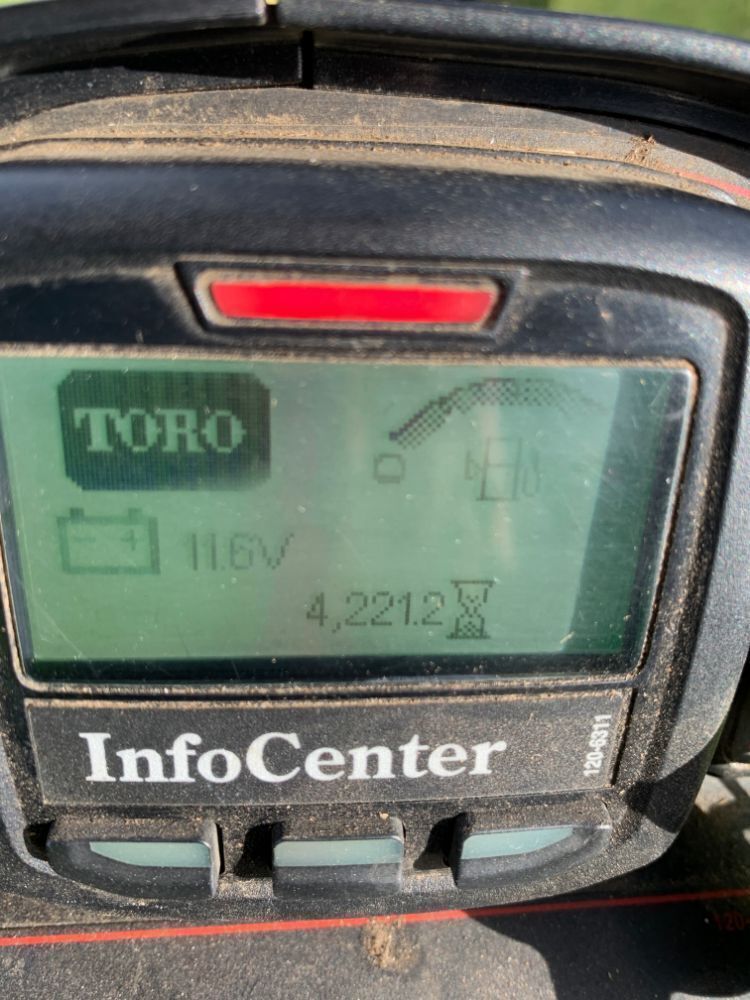 TORO
11.6V
4,221.2
InfoCenter
120-6311